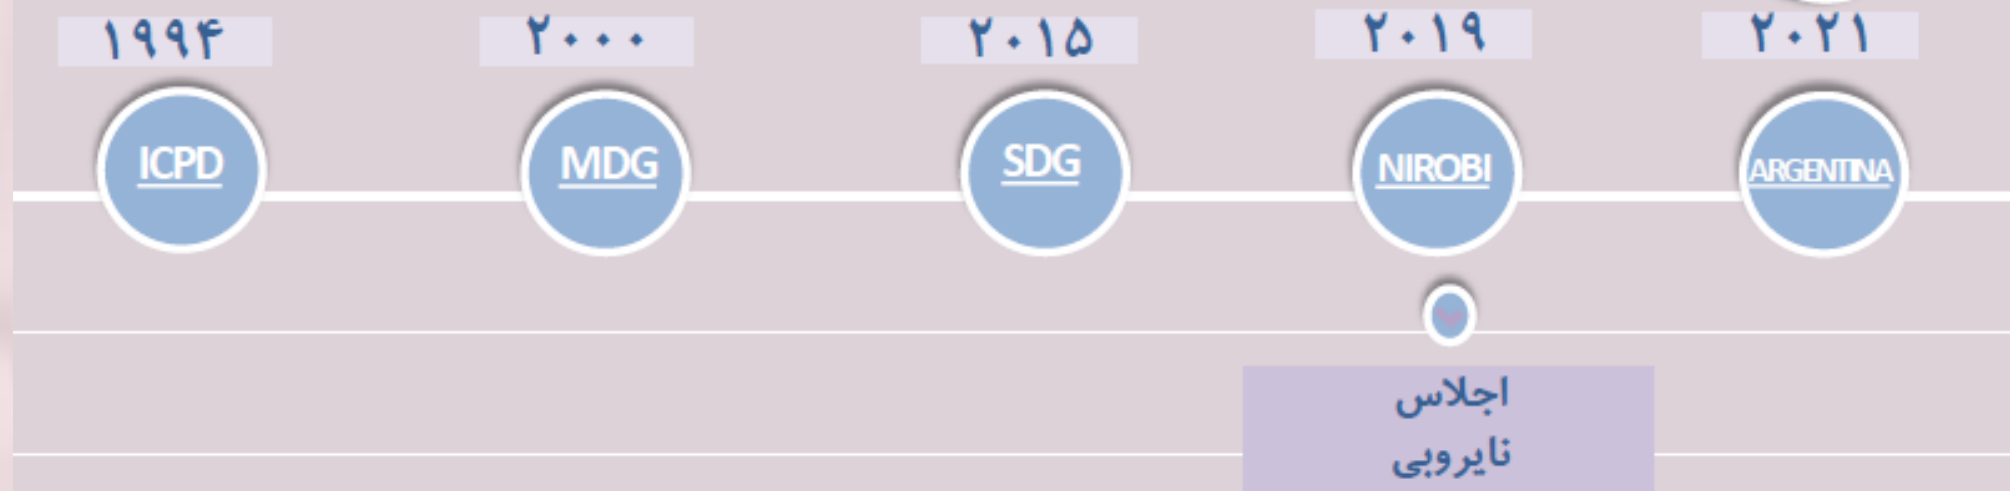 ۱۹۹۴
۲۰۰۰
۲۰۱۵
۲۰۱۹
۲۰۲۱
ICPD
MDG
SDG
NIROBI
ARGENTINA
اجلاس
نایروبی